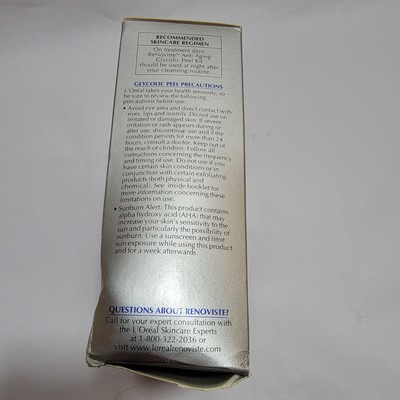 RECOMMENDED
SKINCARE REGIMEN
On treatment days,
ReNoviste™ Anti-Aging
Glycolic Peel Kit
should be used at night after
your cleansing routine.
GLYCOLIC PEEL PRECAUTIONS
L'Oréal takes your health seriously, so
be sure to review the following
precautions before use.
• Avoid eye area and direct contact with
eyes, lips and nostrils. Do not use on
irritated or damaged skin. If severe
irritation or rash appears during or
after use, discontinue use and if the
condition persists for more than 24
hours, consult a doctor. Keep out of
the reach of children. Follow all
instructions concerning the frequency
and timing of use. Do not use if you
have certain skin conditions or in
conjunction with certain exfoliating
products (both physical and
chemical). See inside booklet for
more information concerning these
limitations on use.
• Sunburn Alert: This product contains
alpha hydroxy acid (AHA) that may
increase your skin's sensitivity to the
sun and particularly the possibility of
sunburn. Use a sunscreen and limit
sun exposure while using this product
and for a week afterwards.
QUESTIONS ABOUT RENOVISTE?
Call for your expert consultation with
the L'Oréal Skincare Experts
at 1-800-322-2036 or
visit www.lorealrenoviste.com